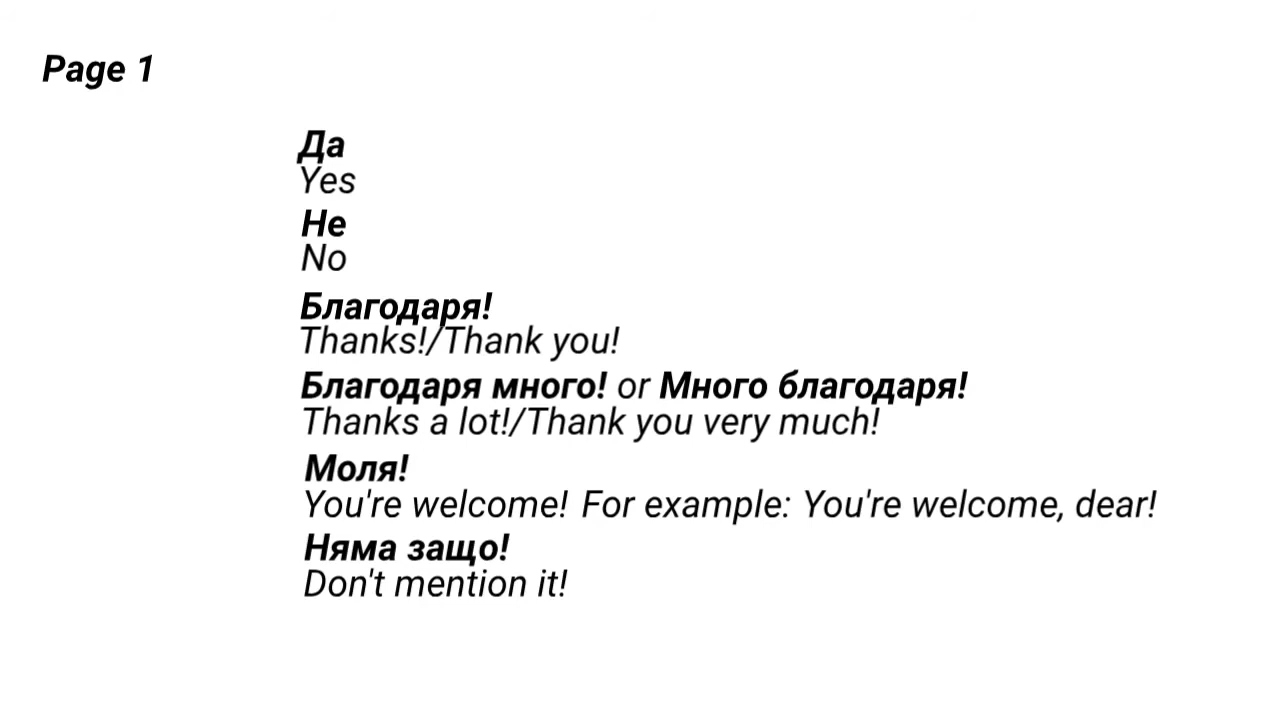 Page 1
Да
Yes
Не
No
Благодаря!
Thanks!/Thank you!
Благодаря много! or Много благодаря!
Thanks a lot!/Thank you very much!
Моля!
You're welcome! For example: You're welcome, dear!
Няма защо!
Don't mention it!